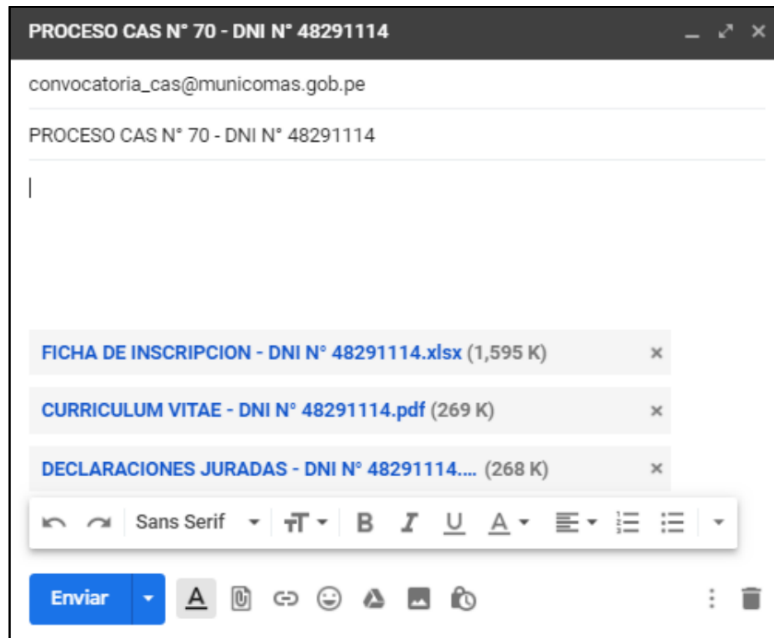 PROCESO CAS N° 70 - DNI N° 48291114
convocatoria_cas@municomas.gob.pe
PROCESO CAS N° 70 - DNI N° 48291114
FICHA DE INSCRIPCION - DNI N° 48291114.xlsx (1,595 K)
CURRICULUM VITAE - DNI N° 48291114.pdf (269 K)
DECLARACIONES JURADAS - DNI N° 48291114.... (268 K)
Sans Serif
Enviar